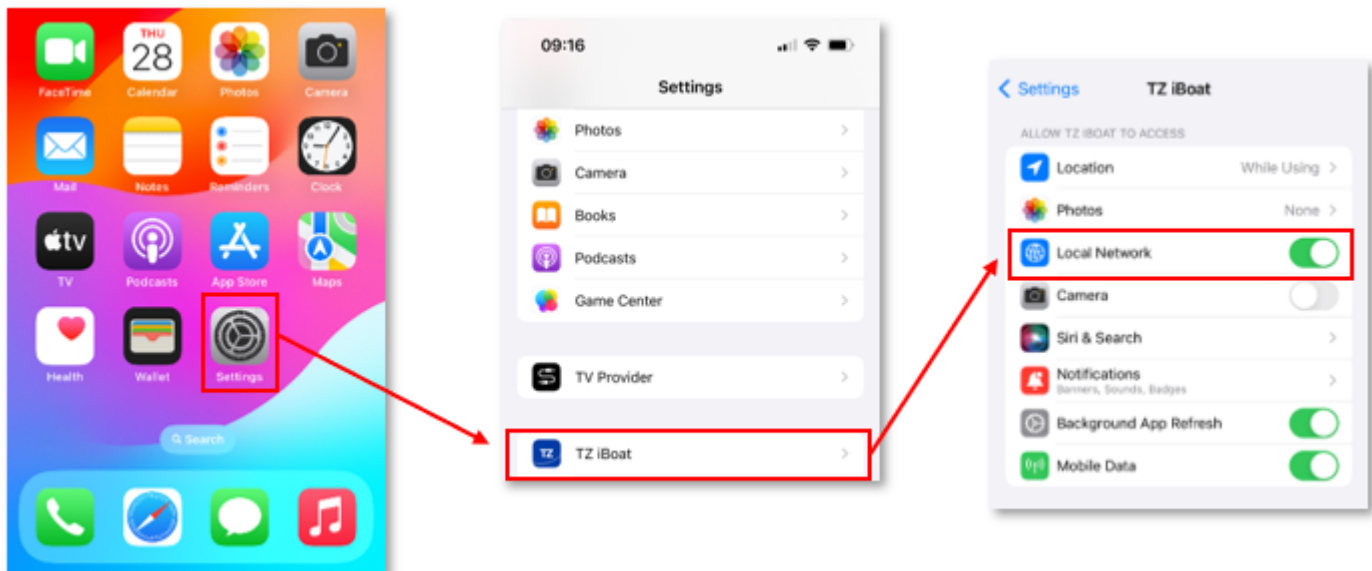 THU
28
FaceTime
Calendar
Photos
Camera
Mail
Notes
Reminders
Clock
tv
TV
Podcasts
App Store
Maps
Health
Wallet
Settings
Search
09:16
Settings
Photos
Camera
Books
Podcasts
Game Center
TV Provider
TZ
TZ iBoat
Settings
TZ iBoat
ALLOW TZ IBOAT TO ACCESS
Location
While Using
Photos
None
Local Network
Camera
Siri & Search
Notifications
Banners, Sounds, Badges
Background App Refresh
Mobile Data